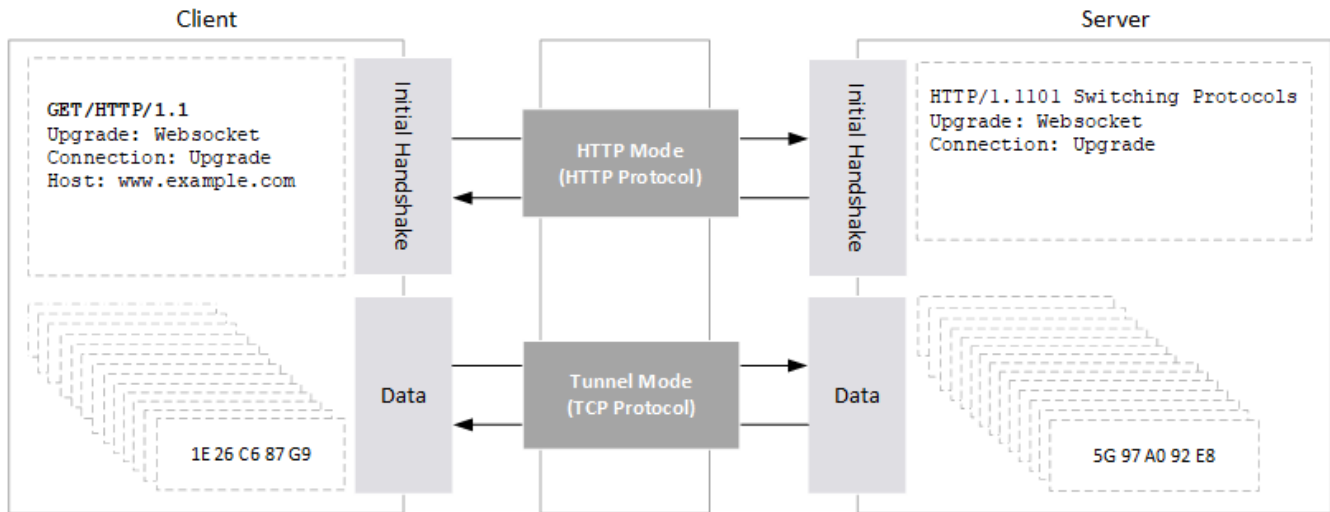 Client
Server
GET/HTTP/1.1
Upgrade: Websocket
Connection: Upgrade
Host: www.example.com
Initial Handshake
HTTP Mode
(HTTP Protocol)
Initial Handshake
HTTP/1.1101 Switching Protocols
Upgrade: Websocket
Connection: Upgrade
1E 26 C6 87 G9
Data
Tunnel Mode
(TCP Protocol)
Data
5G 97 A0 92 E8